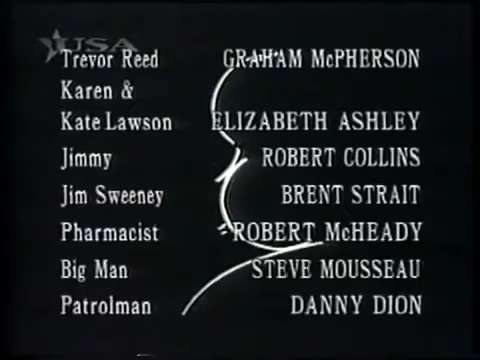 USA
Trevor Reed GRAHAM McPHERSON
Karen &
Kate Lawson ELIZABETH ASHLEY
Jimmy ROBERT COLLINS
Jim Sweeney BRENT STRAIT
Pharmacist ROBERT McHEADY
Big Man STEVE MOUSSEAU
Patrolman DANNY DION